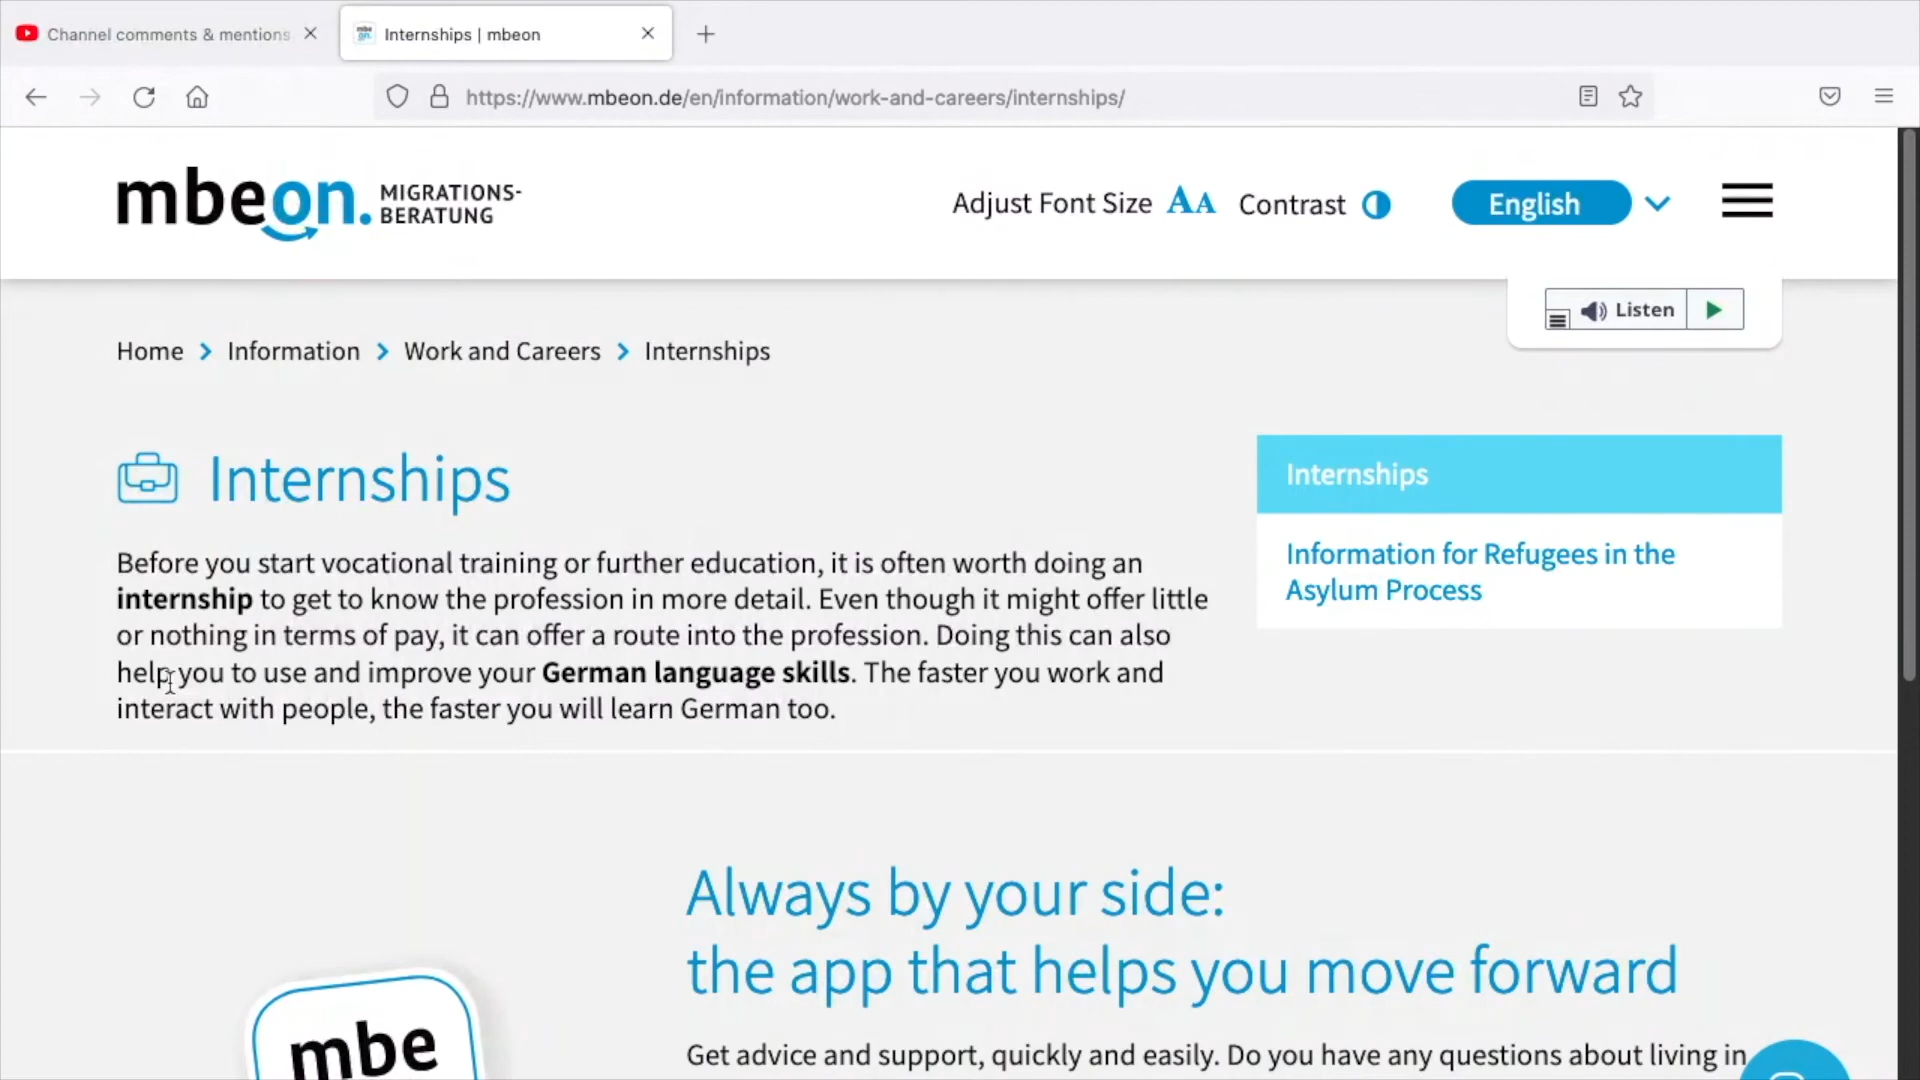 Channel comments & mentions
Internships | mbeon
https://www.mbeon.de/en/information/work-and-careers/internships/
mbeon. MIGRATIONS-
BERATUNG
Adjust Font Size AA Contrast
English
Listen
Home > Information > Work and Careers > Internships
Internships
Before you start vocational training or further education, it is often worth doing an
internship to get to know the profession in more detail. Even though it might offer little
or nothing in terms of pay, it can offer a route into the profession. Doing this can also
help you to use and improve your German language skills. The faster you work and
interact with people, the faster you will learn German too.
Internships
Information for Refugees in the
Asylum Process
Always by your side:
the app that helps you move forward
Get advice and support, quickly and easily. Do you have any questions about living in
mbe